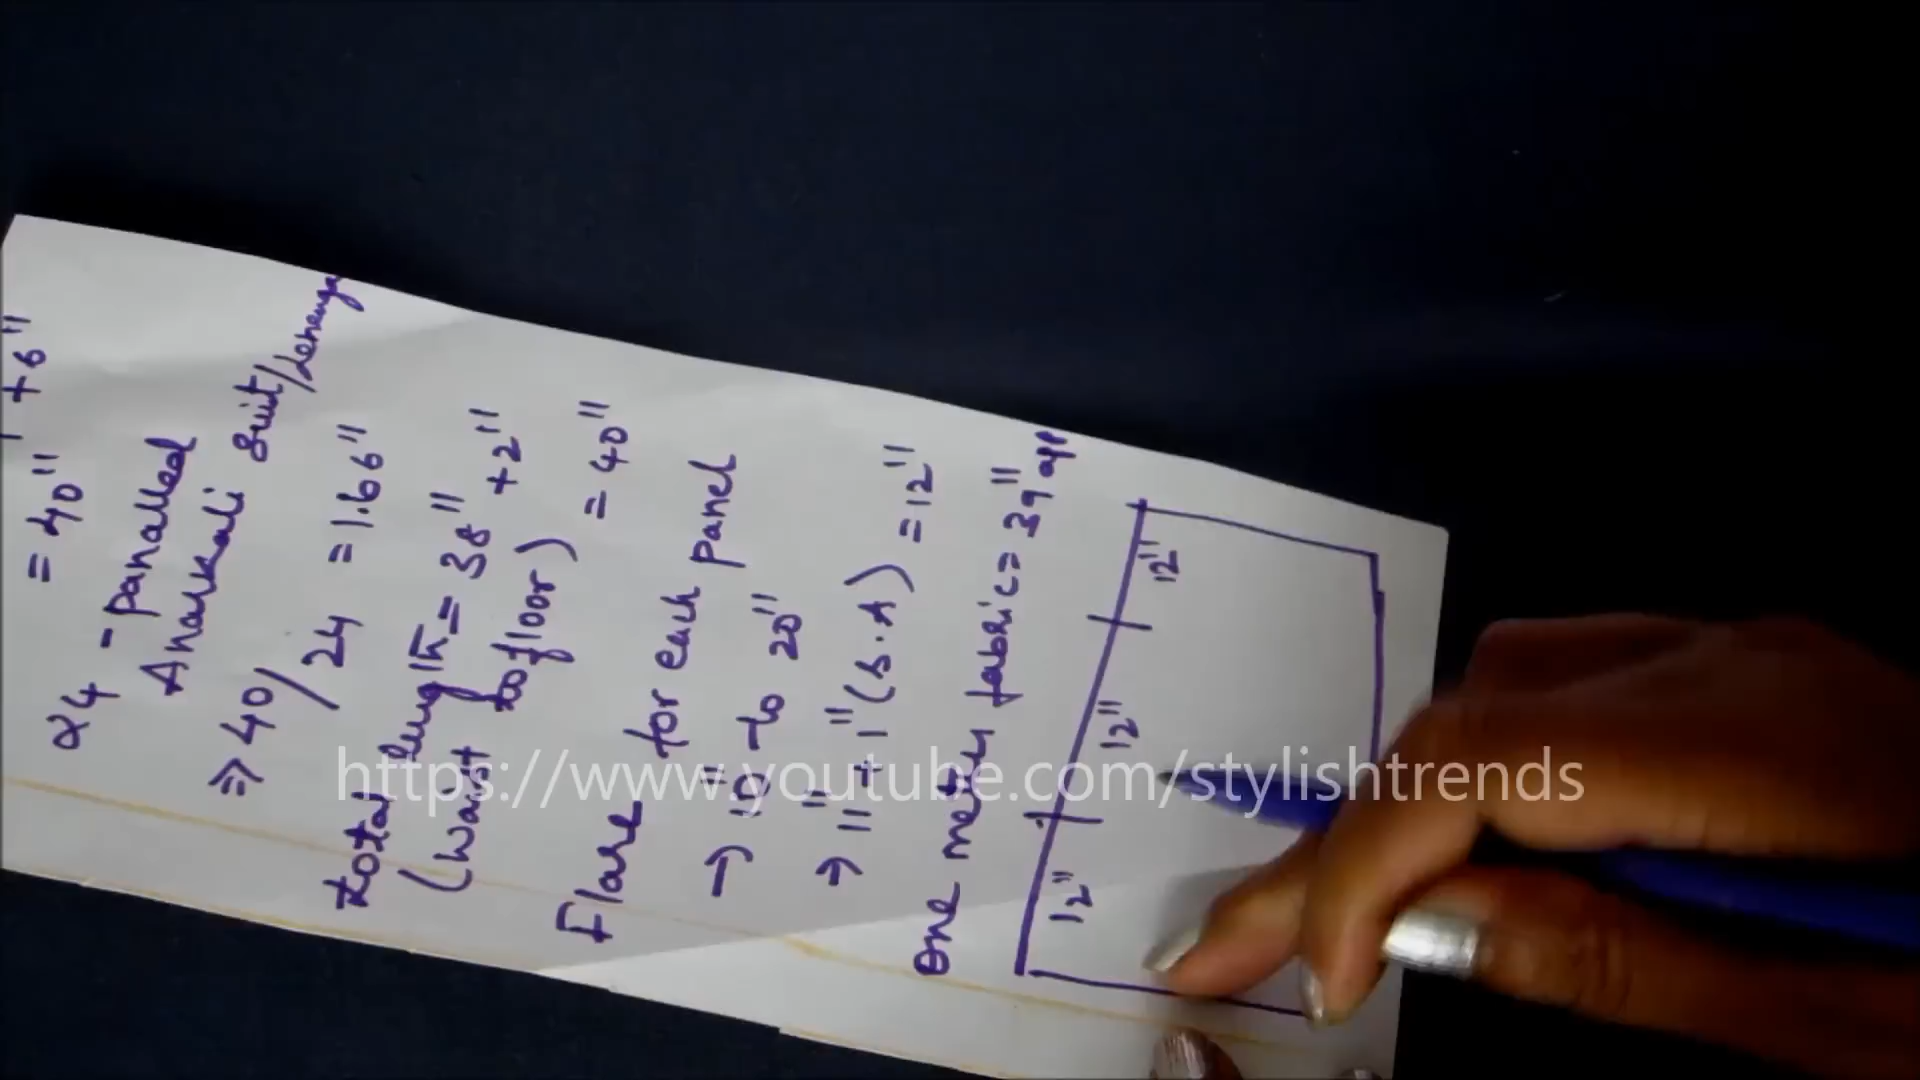 +6"
= 40"
24 - panalled
Anarkali suit/Lehenga
⇒ 40/24 = 1.66"
total length = 38" +2"
(waist to floor) = 40"
Flare for each panel
→ 10" to 20"
→ 11" + 1" (S.A) = 12"
One meter fabric = 39" app
12" 12" 12"
https://www.youtube.com/stylishtrends